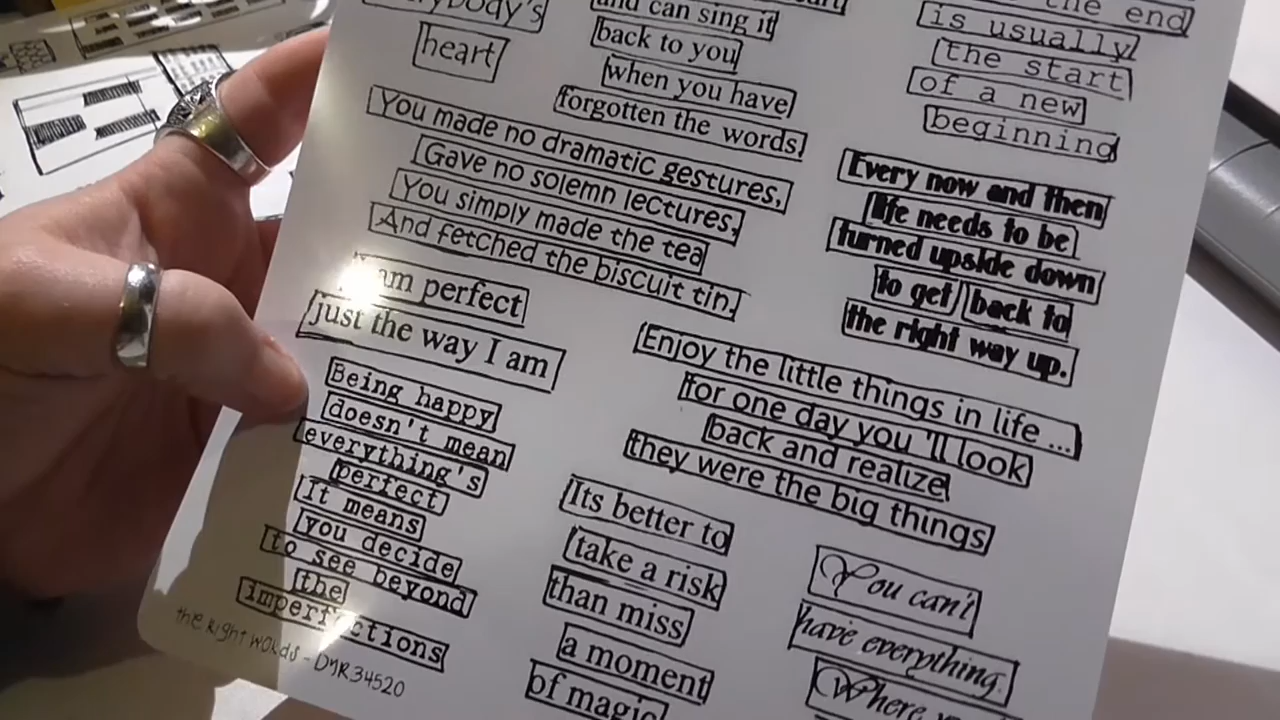 heart
and can sing it
back to you
when you have
forgotten the words.
the end
is usually
the start
of a new
beginning
You made no dramatic gestures,
Gave no solemn lectures,
You simply made the tea
And fetched the biscuit tin.
Every now and then
life needs to be
turned upside down
to get back to
the right way up.
I am perfect
just the way I am
Enjoy the little things in life ...
for one day you 'll look
back and realize
they were the big things
Being happy
doesn't mean
everything's
perfect
It means
you decide
to see beyond
the
imperfections
Its better to
take a risk
than miss
a moment
of magic
You can't
have everything.
Where
the Right words - DYR34520